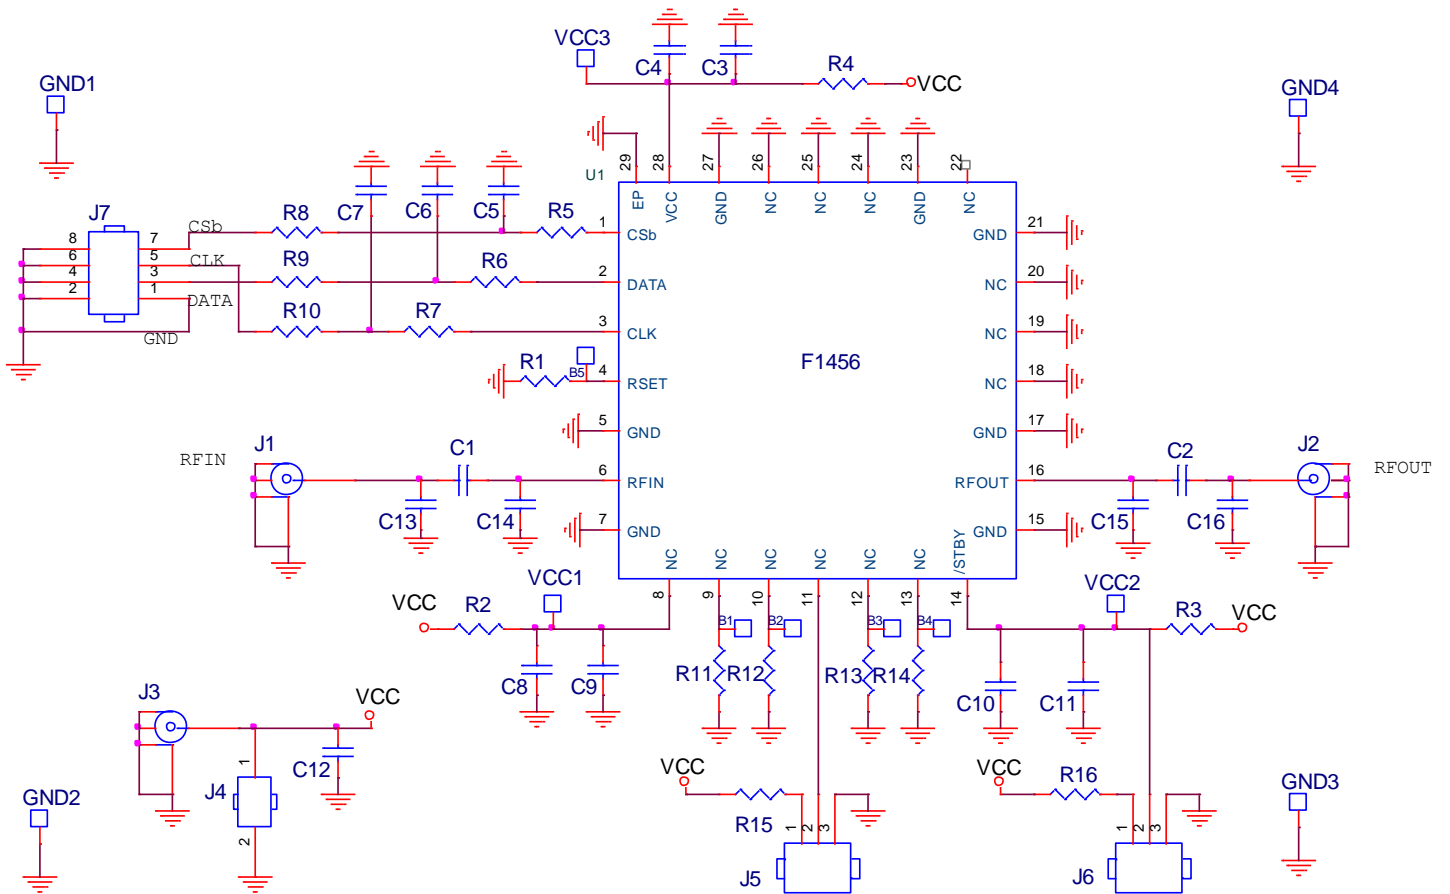 VCC3
C4
C3
R4
VCC
GND1
GND4
29
28
27
26
25
24
23
22
U1
EP
VCC
GND
NC
NC
NC
GND
NC
J7
CSb
R8
C7
C6
C5
R5
1
CSb
GND
21
8
7
6
5
CLK
R9
R6
2
DATA
NC
20
4
3
2
1
DATA
R10
R7
3
CLK
NC
19
GND
F1456
R1
B5
4
RSET
NC
18
5
GND
GND
17
RFIN
J1
C1
6
RFIN
RFOUT
16
C2
J2
RFOUT
C13
C14
7
GND
GND
15
C15
C16
NC
NC
NC
NC
NC
NC
/STBY
8
9
10
11
12
13
14
VCC
R2
VCC1
B1
B2
B3
B4
VCC2
R3
VCC
C8
C9
R11
R12
R13
R14
C10
C11
J3
VCC
1
C12
J4
2
GND2
VCC
R15
1
2
3
J5
VCC
R16
1
2
3
J6
GND3